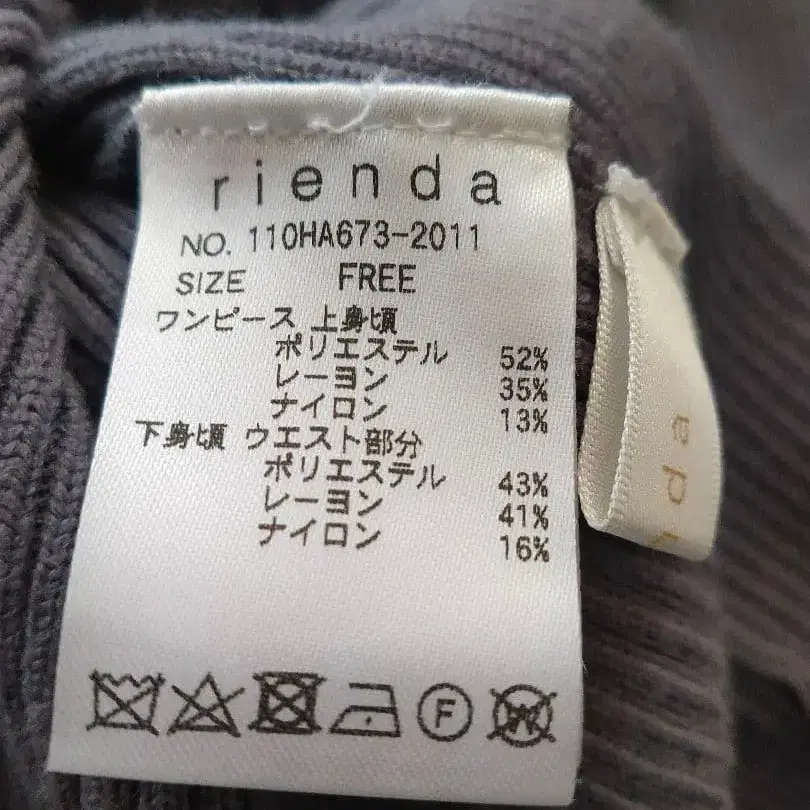 rienda
NO. 110HA673-2011
SIZE FREE
ワンピース 上身頃
ポリエステル 52%
レーヨン 35%
ナイロン 13%
下身頃 ウエスト部分
ポリエステル 43%
レーヨン 41%
ナイロン 16%
F W
da